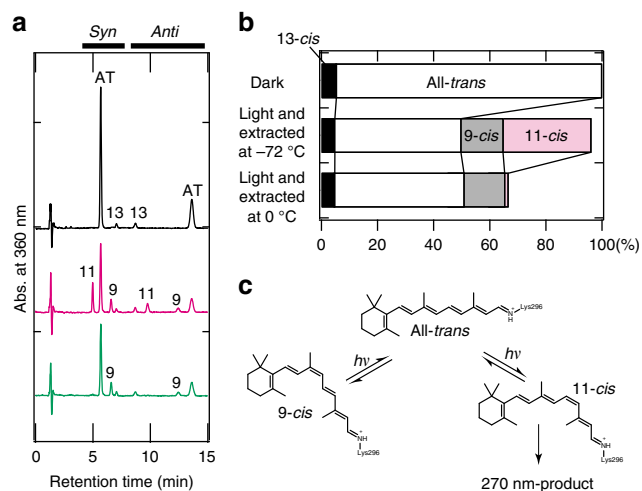 a
Syn Anti
AT
13 13 AT
11 9 11 9
9 9
Abs. at 360 nm
0 5 10 15
Retention time (min)
b
13-cis
Dark All-trans
Light and
extracted
at –72 °C
9-cis 11-cis
Light and
extracted
at 0 °C
0 20 40 60 80 100(%)
c
+
N
H
Lys296
All-trans
hν hν
9-cis
+
NH
Lys296
11-cis
+
NH
Lys296
270 nm-product